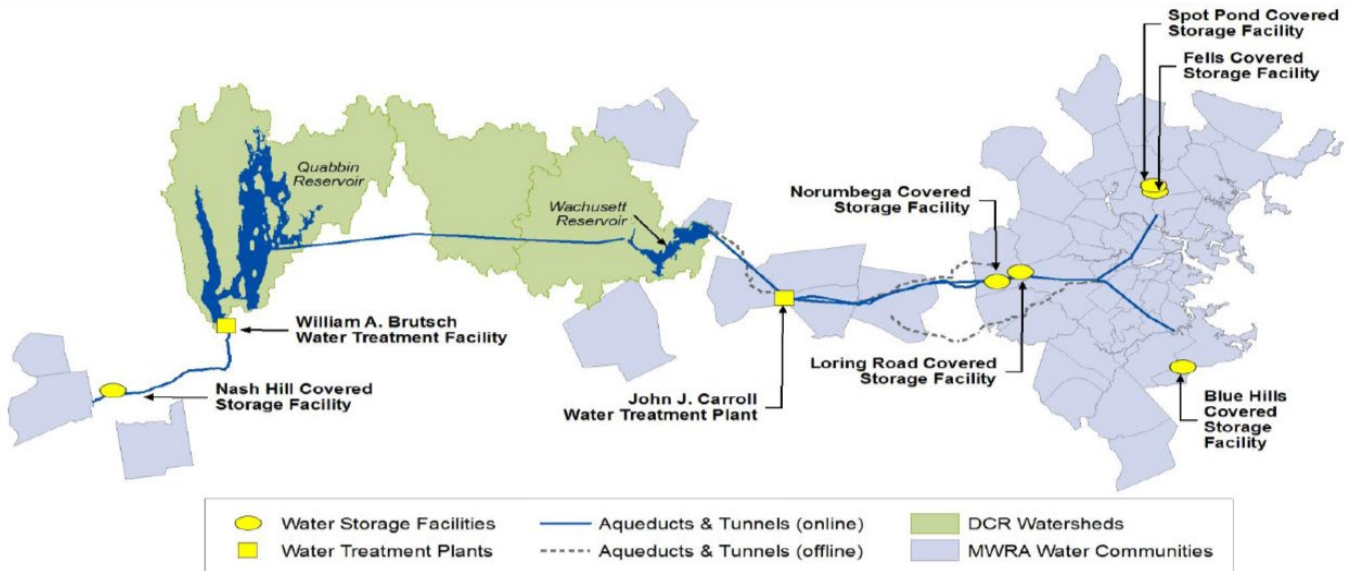 Spot Pond Covered
Storage Facility
Fells Covered
Storage Facility
Quabbin
Reservoir
Wachusett
Reservoir
Norumbega Covered
Storage Facility
William A. Brutsch
Water Treatment Facility
Nash Hill Covered
Storage Facility
John J. Carroll
Water Treatment Plant
Loring Road Covered
Storage Facility
Blue Hills
Covered
Storage
Facility
Water Storage Facilities
Aqueducts & Tunnels (online)
DCR Watersheds
Water Treatment Plants
Aqueducts & Tunnels (offline)
MWRA Water Communities